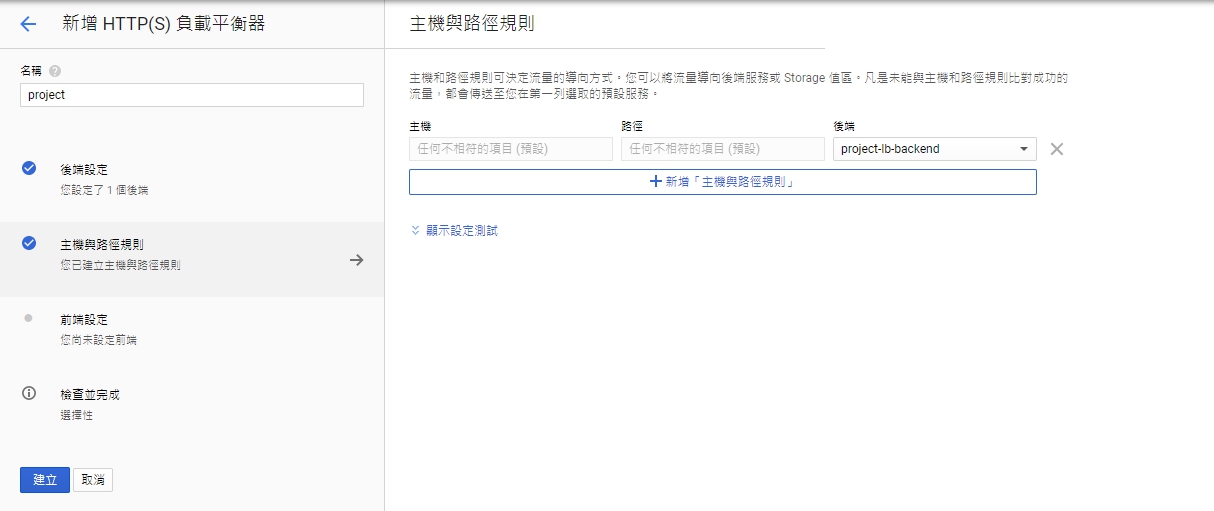 新增 HTTP(S) 負載平衡器
名稱
project
後端設定
您設定了 1 個後端
主機與路徑規則
您已建立主機與路徑規則
前端設定
您尚未設定前端
檢查並完成
選擇性
建立 取消
主機與路徑規則
主機和路徑規則可決定流量的導向方式。您可以將流量導向後端服務或 Storage 值區。凡是未能與主機和路徑規則比對成功的
流量，都會傳送至您在第一列選取的預設服務。
主機 路徑 後端
任何不相符的項目 (預設) 任何不相符的項目 (預設) project-lb-backend
新增「主機與路徑規則」
顯示設定測試